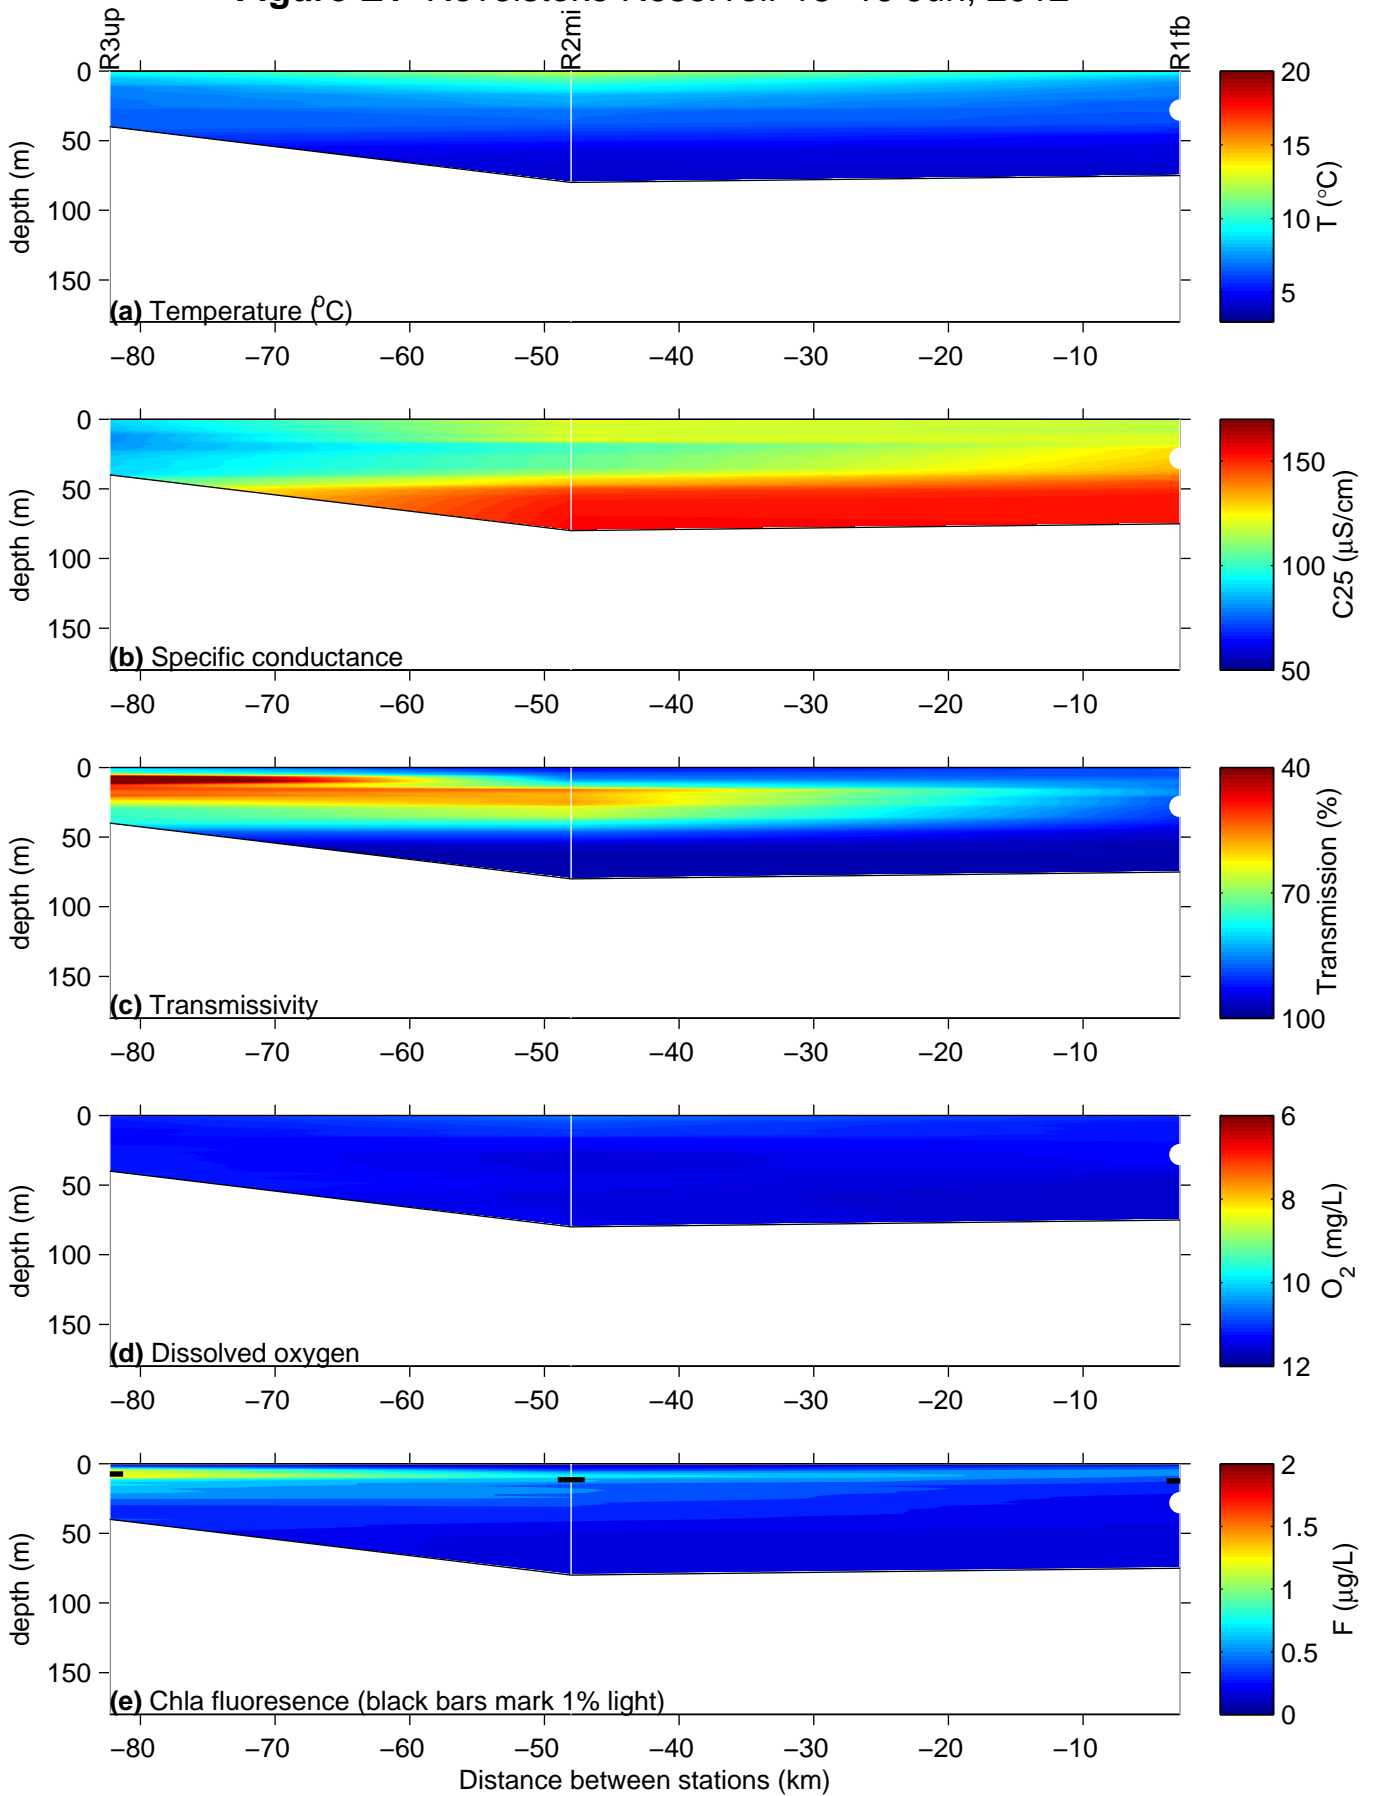 R3up R2mi R1fb
0
50
100
150
depth (m)
(a) Temperature (°C)
−80 −70 −60 −50 −40 −30 −20 −10
20
15
10
5
T (°C)
0
50
100
150
depth (m)
(b) Specific conductance
−80 −70 −60 −50 −40 −30 −20 −10
150
100
50
C25 (μS/cm)
0
50
100
150
depth (m)
(c) Transmissivity
−80 −70 −60 −50 −40 −30 −20 −10
40
70
100
Transmission (%)
0
50
100
150
depth (m)
(d) Dissolved oxygen
−80 −70 −60 −50 −40 −30 −20 −10
6
8
10
12
O₂ (mg/L)
0
50
100
150
depth (m)
(e) Chla fluoresence (black bars mark 1% light)
−80 −70 −60 −50 −40 −30 −20 −10
2
1.5
1
0.5
0
F (μg/L)
Distance between stations (km)